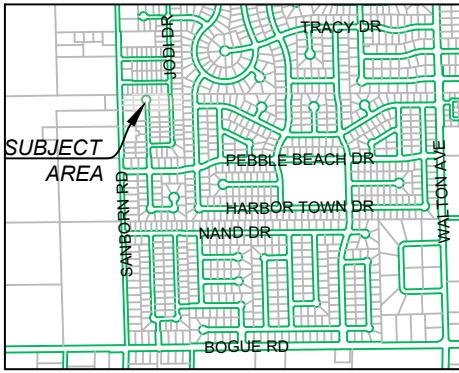 TRACY DR
JODI DR
SUBJECT
AREA
PEBBLE BEACH DR
WALTON AVE
SANBORN RD
HARBOR TOWN DR
NAND DR
BOGUE RD